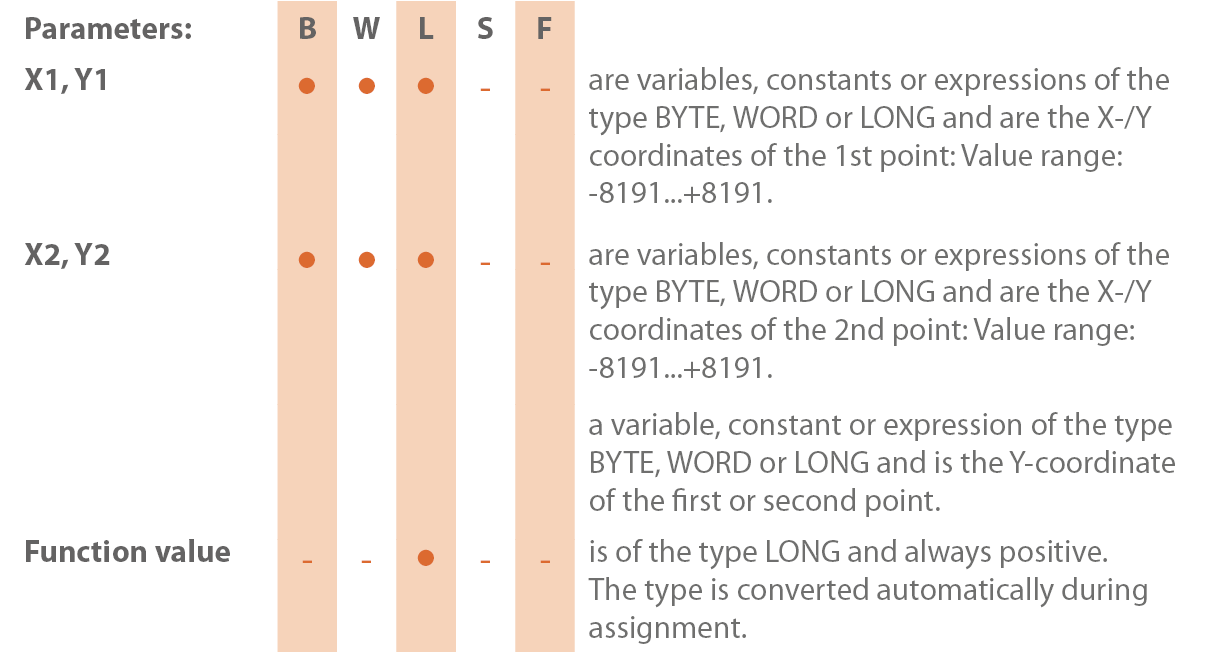 Parameters: B W L S F
X1, Y1 ● ● ● - - are variables, constants or expressions of the
type BYTE, WORD or LONG and are the X-/Y
coordinates of the 1st point: Value range:
-8191...+8191.
X2, Y2 ● ● ● - - are variables, constants or expressions of the
type BYTE, WORD or LONG and are the X-/Y
coordinates of the 2nd point: Value range:
-8191...+8191.
a variable, constant or expression of the type
BYTE, WORD or LONG and is the Y-coordinate
of the first or second point.
Function value - - ● - - is of the type LONG and always positive.
The type is converted automatically during
assignment.